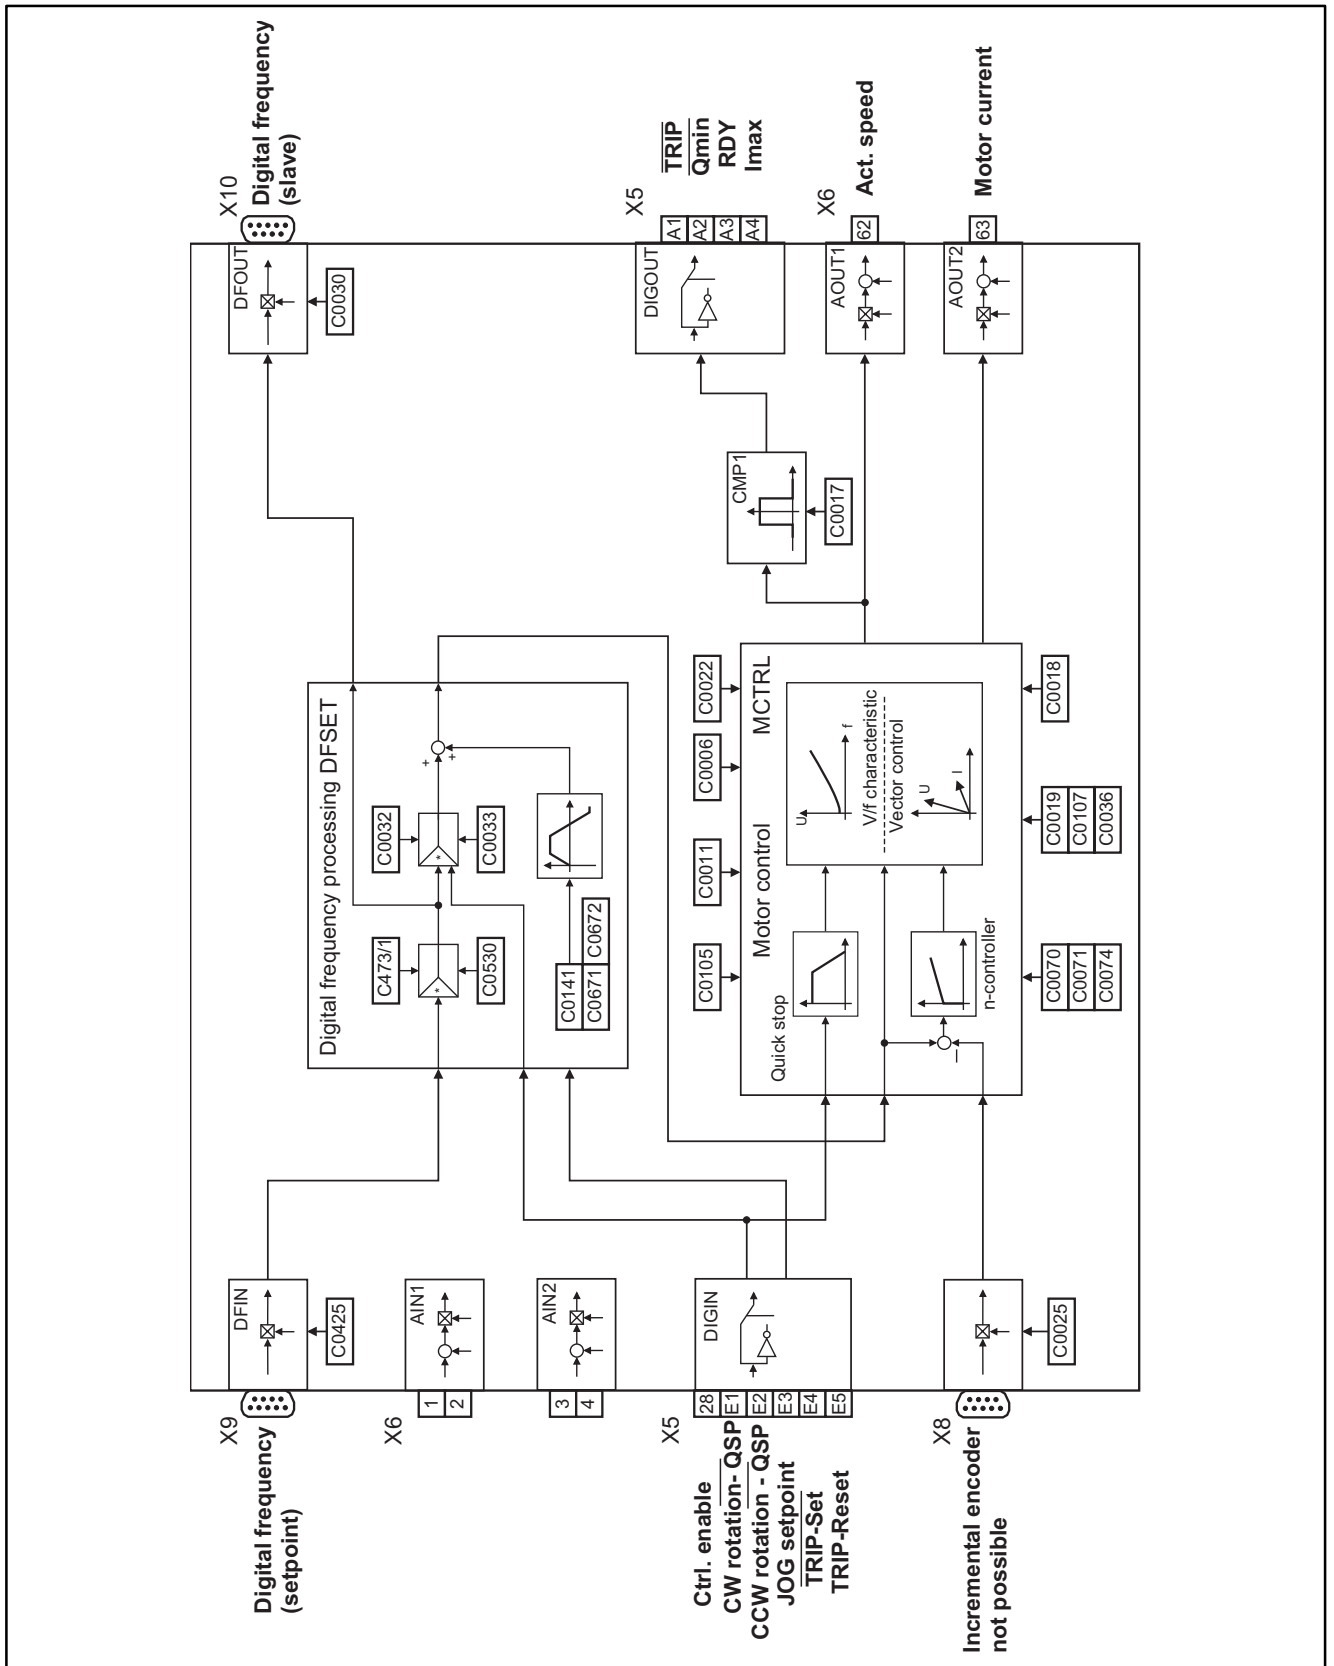 X9
Digital frequency
(setpoint)
DFIN
C0425
X6
1
2
AIN1
3
4
AIN2
X5
28
E1
E2
E3
E4
E5
DIGIN
Ctrl. enable
CW rotation- QSP
CCW rotation - QSP
JOG setpoint
TRIP-Set
TRIP-Reset
X8
Incremental encoder
not possible
C0025
Digital frequency processing DFSET
C473/1
*
C0530
C0032
*
C0033
+
+
C0141
C0671
C0672
Motor control
MCTRL
C0105
C0011
C0006
C0022
Quick stop
n-controller
U
f
V/f characteristic
Vector control
U
I
C0070
C0071
C0074
C0019
C0107
C0036
C0018
CMP1
C0017
X10
Digital frequency
(slave)
DFOUT
C0030
X5
DIGOUT
A1
A2
A3
A4
TRIP
Qmin
RDY
Imax
X6
AOUT1
62
Act. speed
AOUT2
63
Motor current